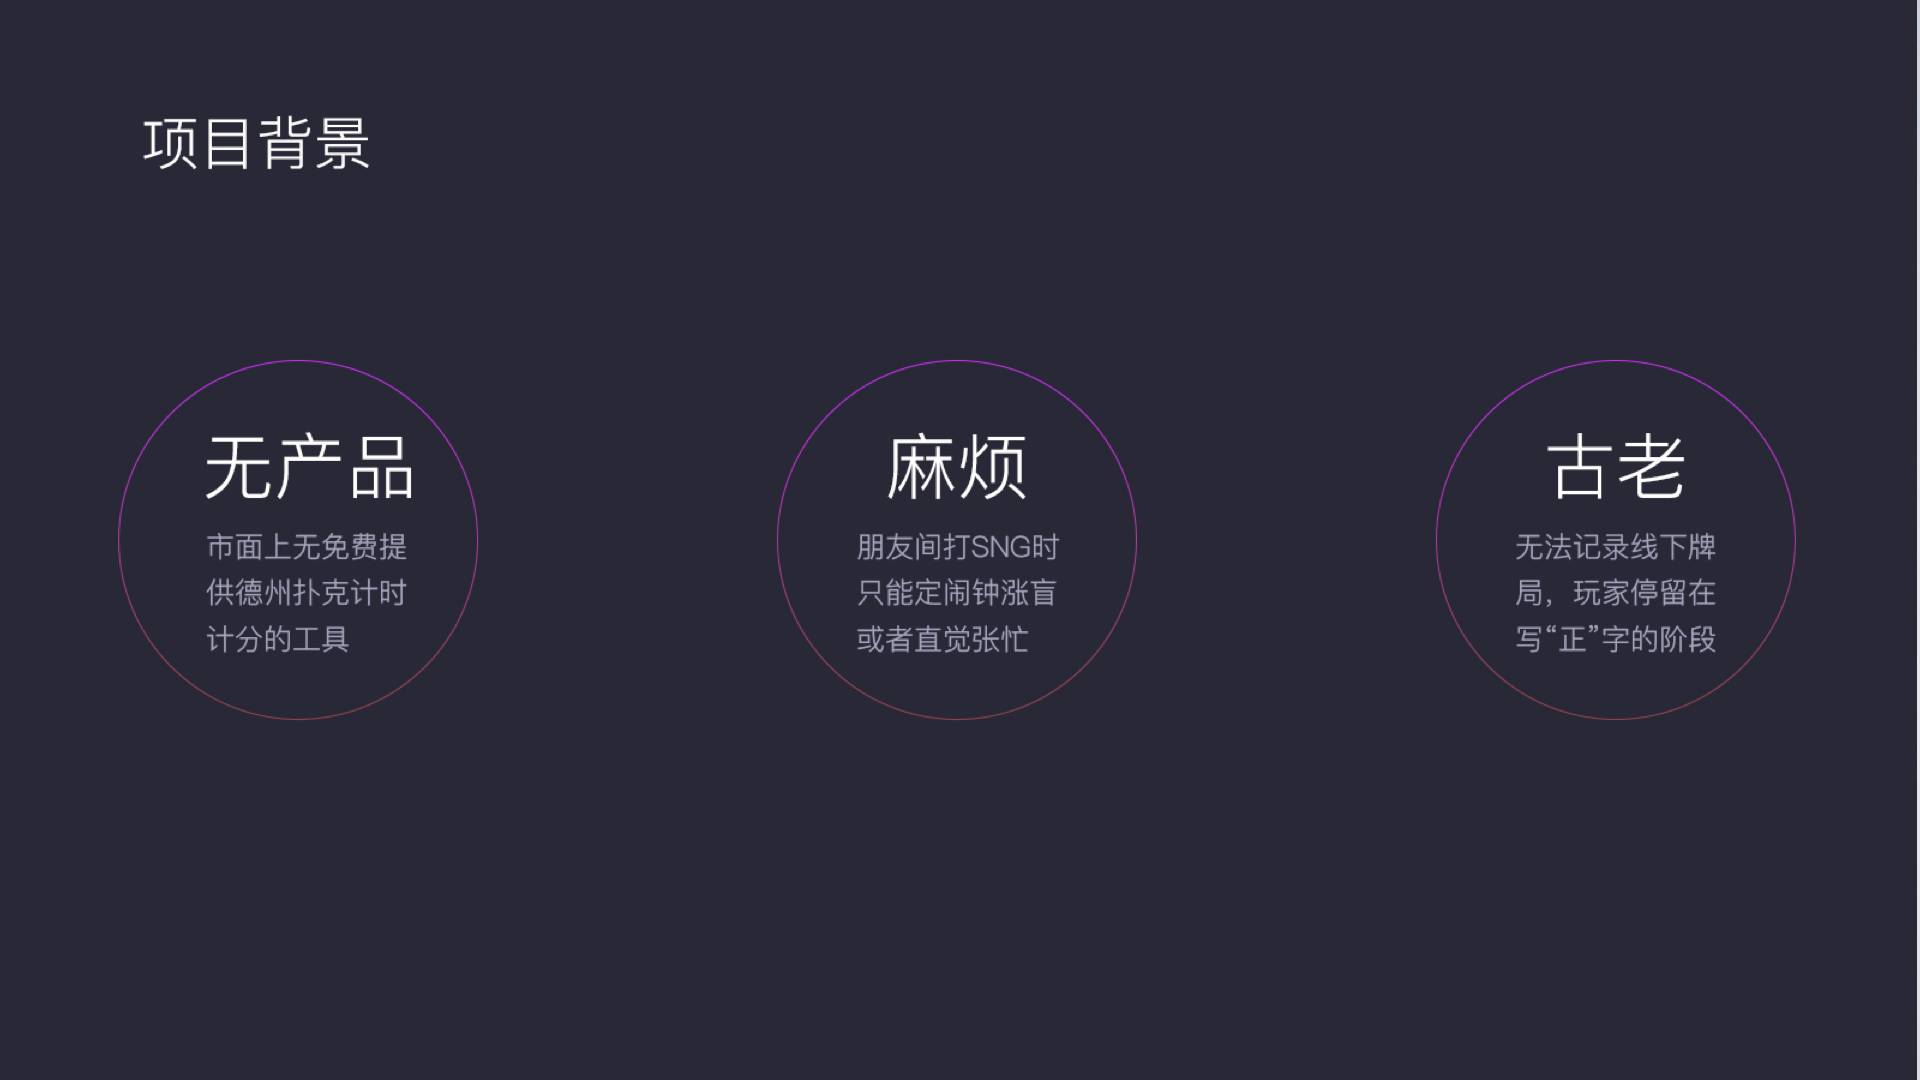 项目背景
无产品
市面上无免费提
供德州扑克计时
计分的工具
麻烦
朋友间打SNG时
只能定闹钟涨盲
或者直觉张忙
古老
无法记录线下牌
局，玩家停留在
写“正”字的阶段